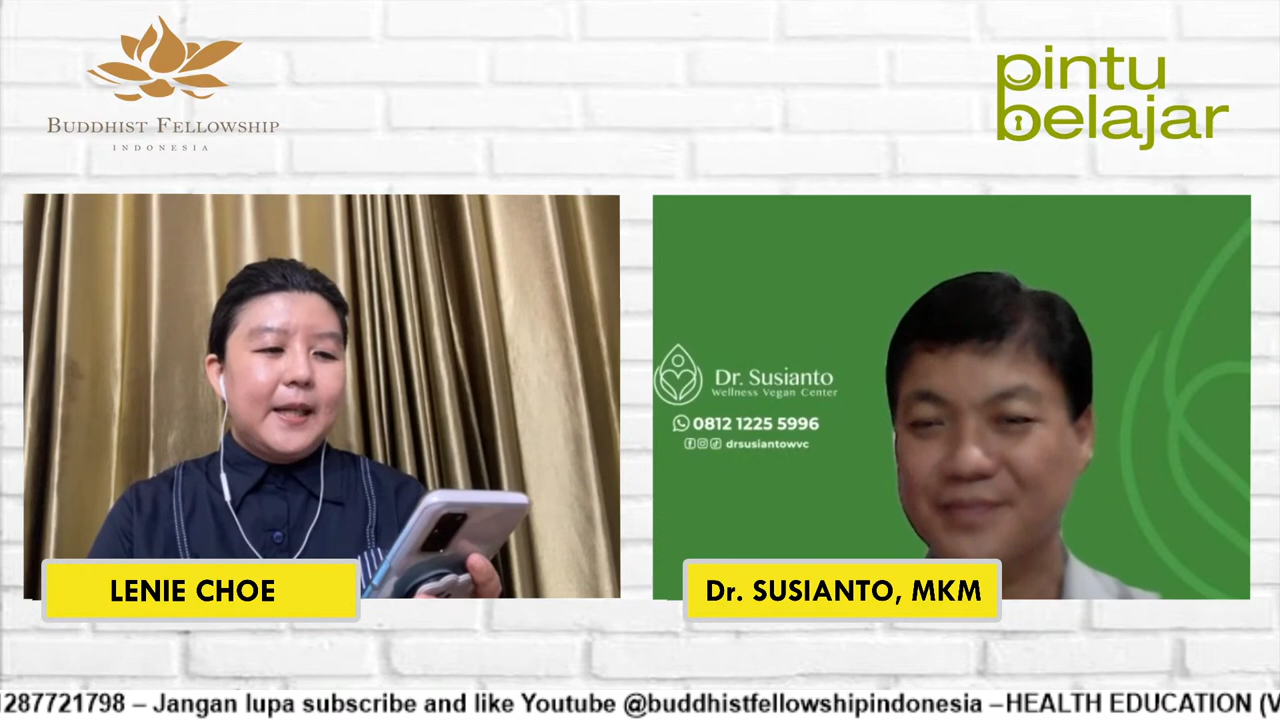 BUDDHIST FELLOWSHIP
INDONESIA
pintu
belajar
Dr. Susianto
Wellness Vegan Center
0812 1225 5996
drsusiantowvc
LENIE CHOE
Dr. SUSIANTO, MKM
1287721798 – Jangan lupa subscribe and like Youtube @buddhistfellowshipindonesia –HEALTH EDUCATION (V